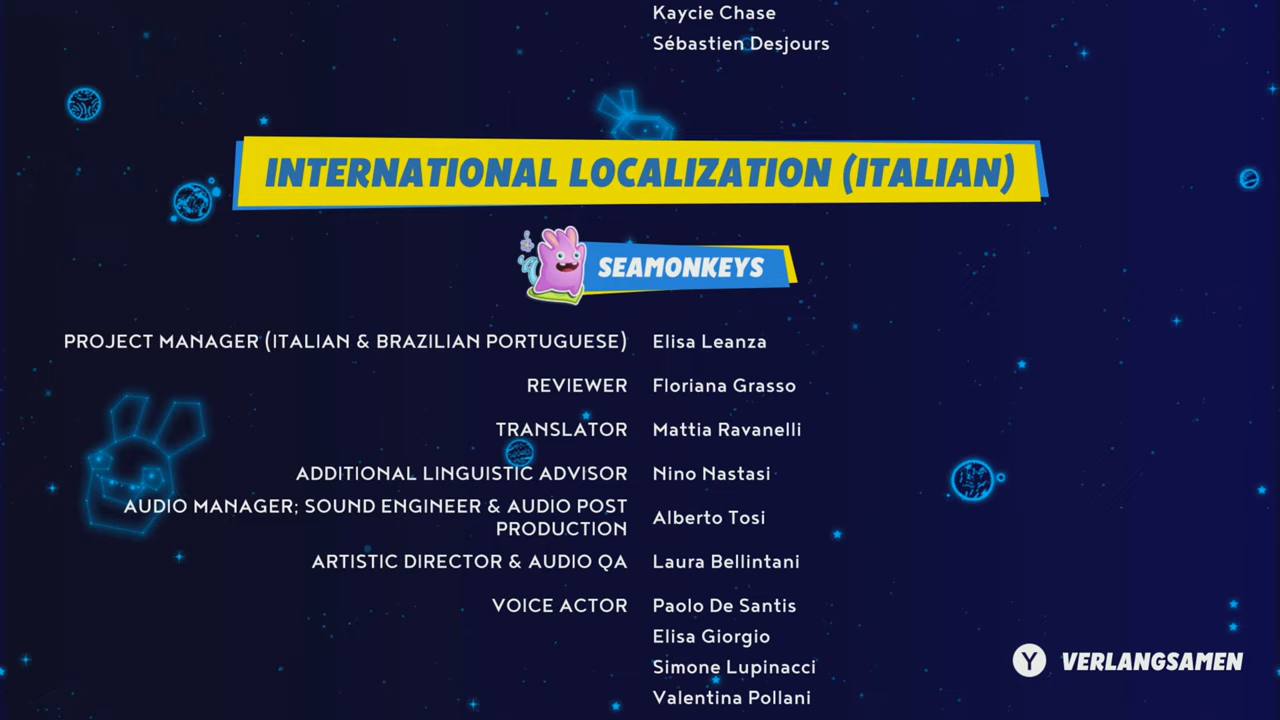 Kaycie Chase
Sébastien Desjours
INTERNATIONAL LOCALIZATION (ITALIAN)
SEAMONKEYS
PROJECT MANAGER (ITALIAN & BRAZILIAN PORTUGUESE) Elisa Leanza
REVIEWER Floriana Grasso
TRANSLATOR Mattia Ravanelli
ADDITIONAL LINGUISTIC ADVISOR Nino Nastasi
AUDIO MANAGER; SOUND ENGINEER & AUDIO POST
PRODUCTION Alberto Tosi
ARTISTIC DIRECTOR & AUDIO QA Laura Bellintani
VOICE ACTOR Paolo De Santis
Elisa Giorgio
Simone Lupinacci
Valentina Pollani
Y VERLANGSAMEN